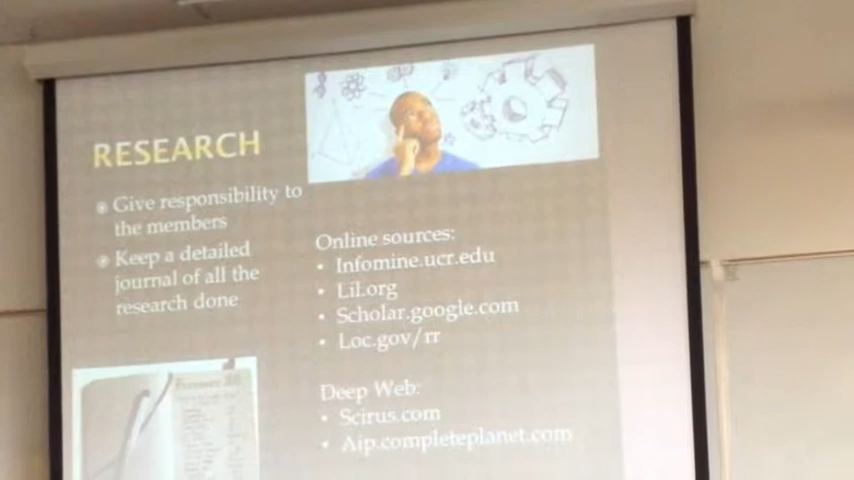 RESEARCH
Give responsibility to
the members
Keep a detailed
journal of all the
research done
Online sources:
• Infomine.ucr.edu
• Lil.org
• Scholar.google.com
• Loc.gov/rr
Deep Web:
• Scirus.com
• Aip.completeplanet.com